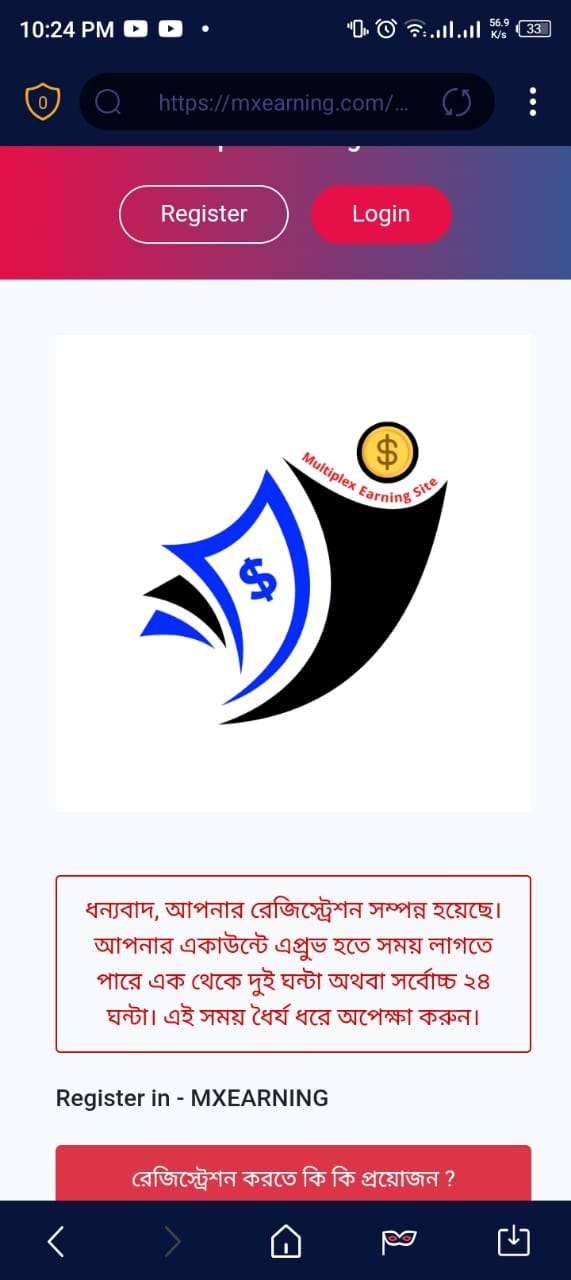 10:24 PM
56.9
K/s
33
0
https://mxearning.com/...
Register
Login
$
Multiplex Earning Site
$
ধন্যবাদ, আপনার রেজিস্ট্রেশন সম্পন্ন হয়েছে।
আপনার একাউন্টে এপ্রুভ হতে সময় লাগতে
পারে এক থেকে দুই ঘন্টা অথবা সর্বোচ্চ ২৪
ঘন্টা। এই সময় ধৈর্য ধরে অপেক্ষা করুন।
Register in - MXEARNING
রেজিস্ট্রেশন করতে কি কি প্রয়োজন ?